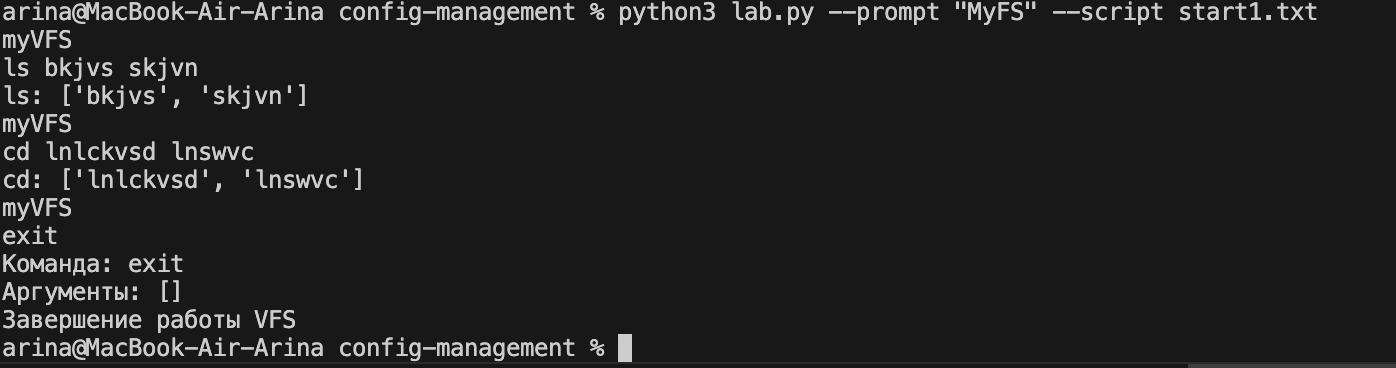 arina@MacBook-Air-Arina config-management % python3 lab.py --prompt "MyFS" --script start1.txt
myVFS
ls bkjvs skjvn
ls: ['bkjvs', 'skjvn']
myVFS
cd lnlckvsd lnswvc
cd: ['lnlckvsd', 'lnswvc']
myVFS
exit
Команда: exit
Аргументы: []
Завершение работы VFS
arina@MacBook-Air-Arina config-management %